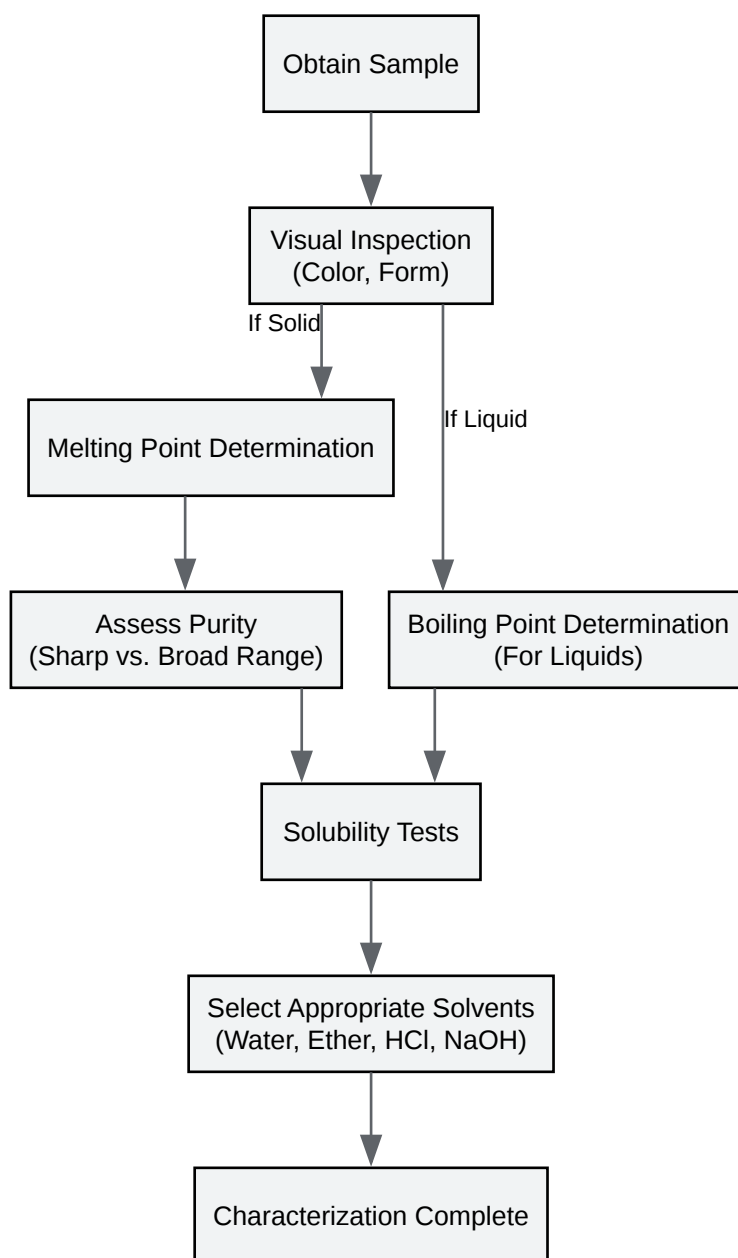 Obtain Sample
Visual Inspection
(Color, Form)
If Solid
Melting Point Determination
If Liquid
Assess Purity
(Sharp vs. Broad Range)
Boiling Point Determination
(For Liquids)
Solubility Tests
Select Appropriate Solvents
(Water, Ether, HCl, NaOH)
Characterization Complete